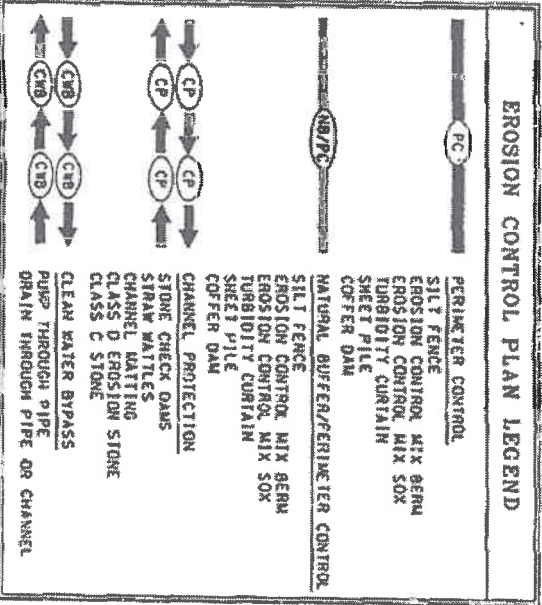 EROSION CONTROL PLAN LEGEND
PC
PERIMETER CONTROL
SILT FENCE
EROSION CONTROL MIX BERM
EROSION CONTROL MIX SOX
TURBIDITY CURTAIN
SHEET PILE
COFFER DAM
NB/PC
NATURAL BUFFER/PERIMETER CONTROL
SILT FENCE
EROSION CONTROL MIX BERM
EROSION CONTROL MIX SOX
TURBIDITY CURTAIN
SHEET PILE
COFFER DAM
CP CP
CP CP
CHANNEL PROTECTION
STONE CHECK DAMS
STRAW WATTLES
CHANNEL MATTING
CLASS D EROSION STONE
CLASS C STONE
CWB CWB
CWB CWB
CLEAN WATER BYPASS
PUMP THROUGH PIPE
DRAIN THROUGH PIPE OR CHANNEL